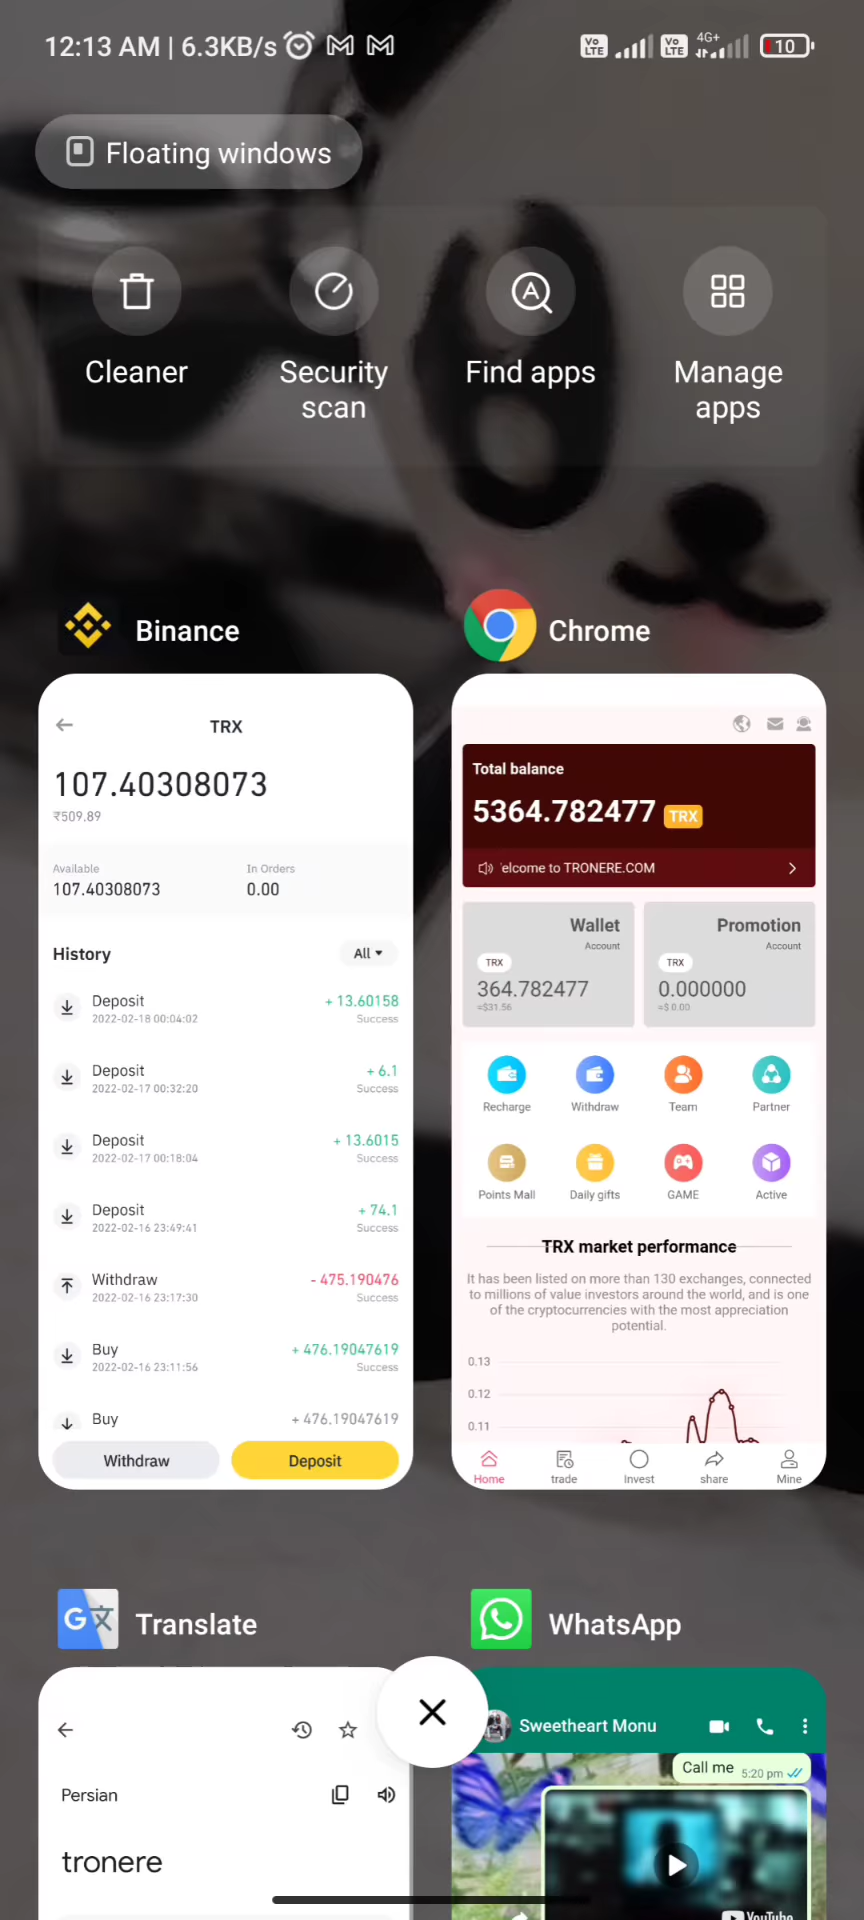 12:13 AM | 6.3KB/s
Vo LTE Vo LTE 4G+ 10
Floating windows
Cleaner
Security
scan
Find apps
Manage
apps
Binance
TRX
107.40308073
₹509.89
Available
In Orders
107.40308073
0.00
History
All
Deposit
+ 13.60158
2022-02-18 00:04:02
Success
Deposit
+ 6.1
2022-02-17 00:32:20
Success
Deposit
+ 13.6015
2022-02-17 00:18:04
Success
Deposit
+ 74.1
2022-02-16 23:49:41
Success
Withdraw
- 475.190476
2022-02-16 23:17:30
Success
Buy
+ 476.19047619
2022-02-16 23:11:56
Success
Buy
+ 476.19047619
Withdraw
Deposit
Chrome
Total balance
5364.782477 TRX
'elcome to TRONERE.COM
Wallet
Account
TRX
364.782477
≈$31.56
Promotion
Account
TRX
0.000000
≈$ 0.00
Recharge
Withdraw
Team
Partner
Points Mall
Daily gifts
GAME
Active
TRX market performance
It has been listed on more than 130 exchanges, connected
to millions of value investors around the world, and is one
of the cryptocurrencies with the most appreciation
potential.
0.13
0.12
0.11
Home
trade
Invest
share
Mine
Translate
Persian
tronere
WhatsApp
Sweetheart Monu
Call me 5:20 pm
YouTube